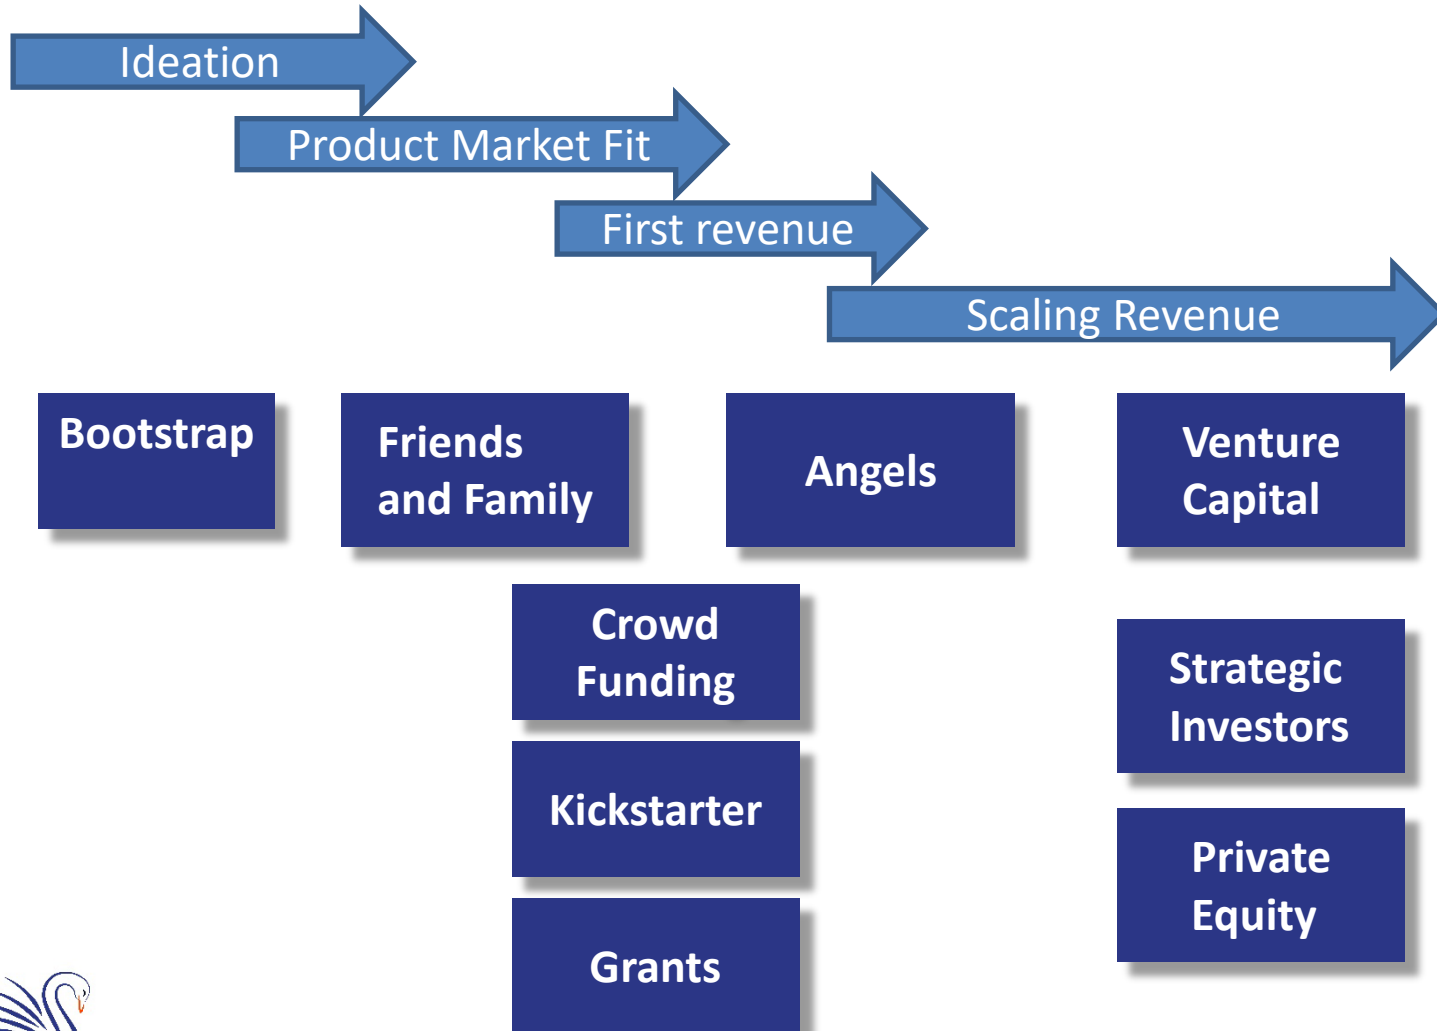 Ideation
Product Market Fit
First revenue
Scaling Revenue
Bootstrap
Friends
and Family
Angels
Venture
Capital
Crowd
Funding
Strategic
Investors
Kickstarter
Private
Equity
Grants